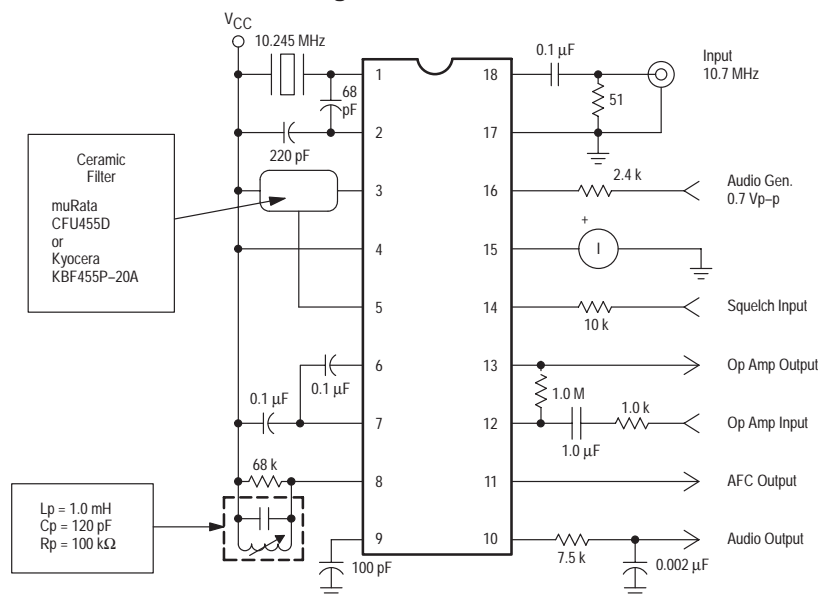 VCC
10.245 MHz
68
pF
220 pF
Ceramic
Filter
muRata
CFU455D
or
Kyocera
KBF455P–20A
0.1 µF
0.1 µF
68 k
Lp = 1.0 mH
Cp = 120 pF
Rp = 100 kΩ
100 pF
1
2
3
4
5
6
7
8
9
18
17
16
15
14
13
12
11
10
0.1 µF
Input
10.7 MHz
51
2.4 k
Audio Gen.
0.7 Vp–p
+
I
10 k
Squelch Input
Op Amp Output
1.0 M
1.0 k
Op Amp Input
1.0 µF
AFC Output
7.5 k
Audio Output
0.002 µF